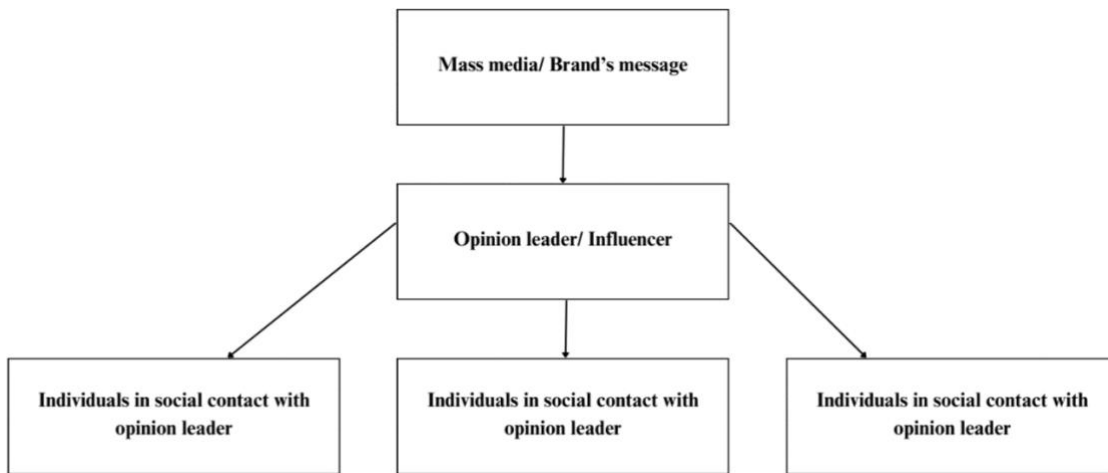 Mass media/ Brand's message
Opinion leader/ Influencer
Individuals in social contact with
opinion leader
Individuals in social contact with
opinion leader
Individuals in social contact with
opinion leader